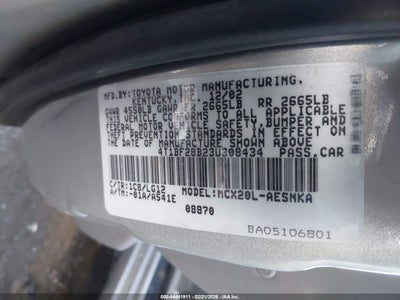 MFD.BY:TOYOTA MOTOR MANUFACTURING,
KENTUCKY,INC. 12/02
GVWR 4550LB GAWR FR 2665LB RR 2665LB
THIS VEHICLE CONFORMS TO ALL APPLICABLE
FEDERAL MOTOR VEHICLE SAFETY, BUMPER, AND
THEFT PREVENTION STANDARDS IN EFFECT ON
THE DATE OF MANUFACTURE SHOWN ABOVE.
4T1BF28B23U308434 PASS.CAR
C/TR:1C8/LG12 MODEL:MCX20L-AESNKA
A/TM:-01A/A541E
08870
BA05106B01
IAA 44441911 - 02/21/2026 - IAAI.COM